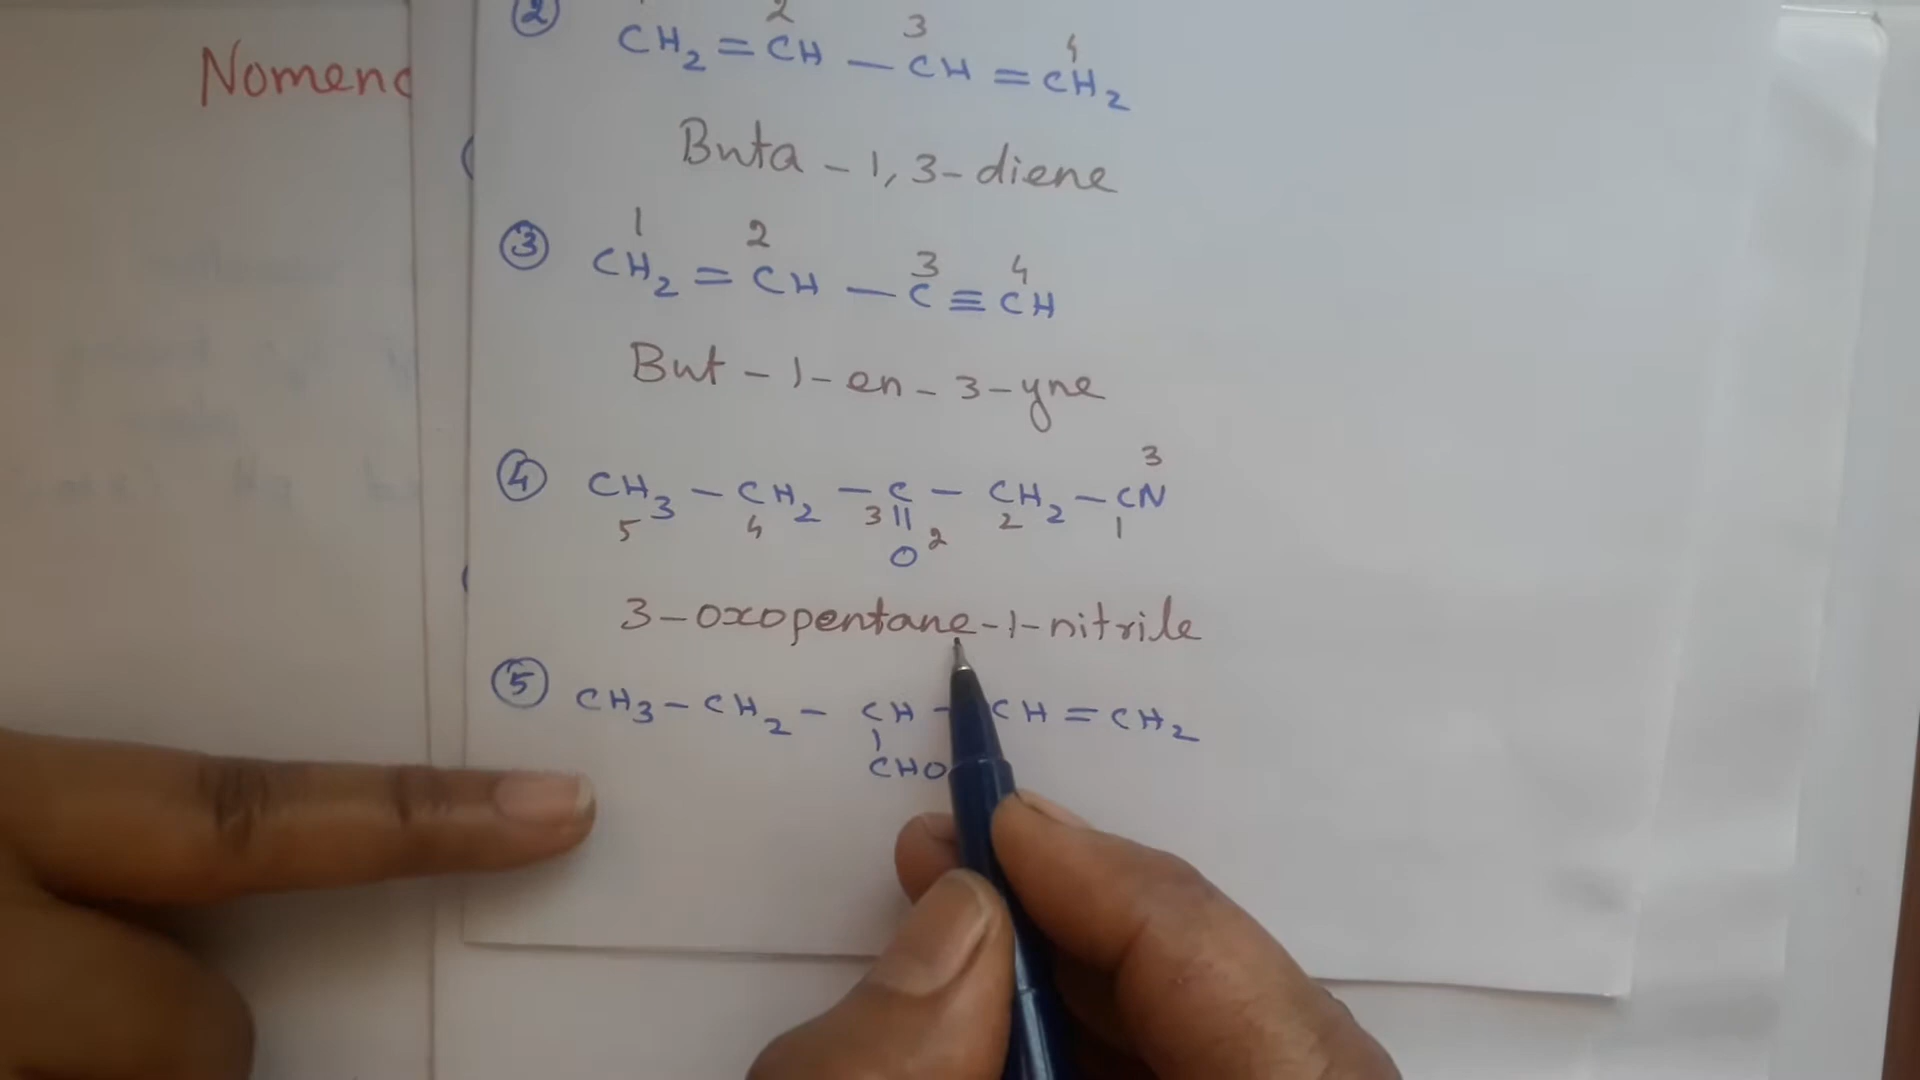 Nomenc
2
2 3 4
CH2 = CH — CH = CH2
Buta - 1, 3 - diene
3
1 2 3 4
CH2 = CH — C ≡ CH
But - 1 - en - 3 - yne
3
4 CH3 — CH2 — C — CH2 — CN
5 4 3 || 2 2 1
O
3 - oxopentane - 1 - nitrile
5 CH3 - CH2 - CH - CH = CH2
|
CHO